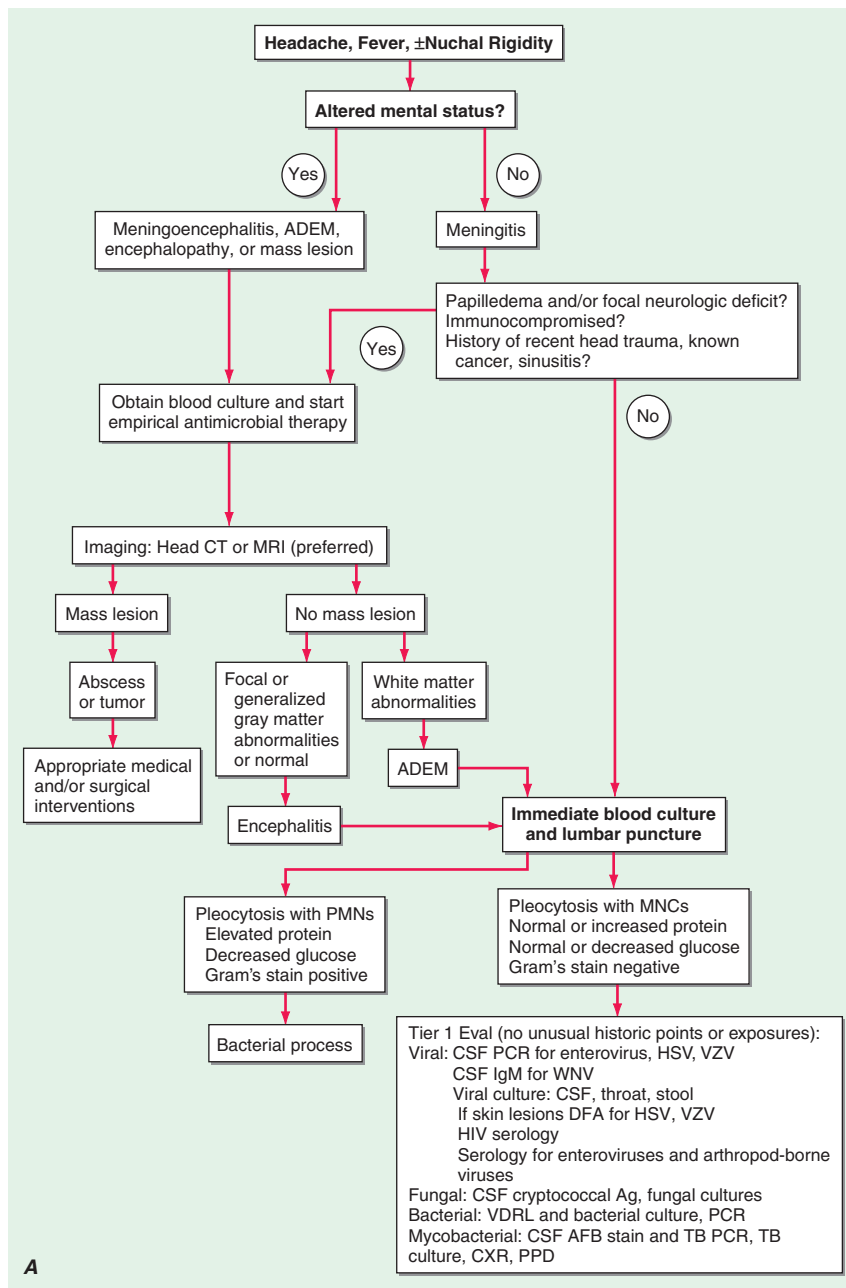 Headache, Fever, ±Nuchal Rigidity
Altered mental status?
Yes
No
Meningoencephalitis, ADEM,
encephalopathy, or mass lesion
Meningitis
Papilledema and/or focal neurologic deficit?
Immunocompromised?
History of recent head trauma, known
cancer, sinusitis?
Yes
No
Obtain blood culture and start
empirical antimicrobial therapy
Imaging: Head CT or MRI (preferred)
Mass lesion
No mass lesion
Abscess
or tumor
Focal or
generalized
gray matter
abnormalities
or normal
White matter
abnormalities
Appropriate medical
and/or surgical
interventions
ADEM
Encephalitis
Immediate blood culture
and lumbar puncture
Pleocytosis with PMNs
Elevated protein
Decreased glucose
Gram's stain positive
Pleocytosis with MNCs
Normal or increased protein
Normal or decreased glucose
Gram's stain negative
Bacterial process
Tier 1 Eval (no unusual historic points or exposures):
Viral: CSF PCR for enterovirus, HSV, VZV
CSF IgM for WNV
Viral culture: CSF, throat, stool
If skin lesions DFA for HSV, VZV
HIV serology
Serology for enteroviruses and arthropod-borne
viruses
Fungal: CSF cryptococcal Ag, fungal cultures
Bacterial: VDRL and bacterial culture, PCR
Mycobacterial: CSF AFB stain and TB PCR, TB
culture, CXR, PPD
A